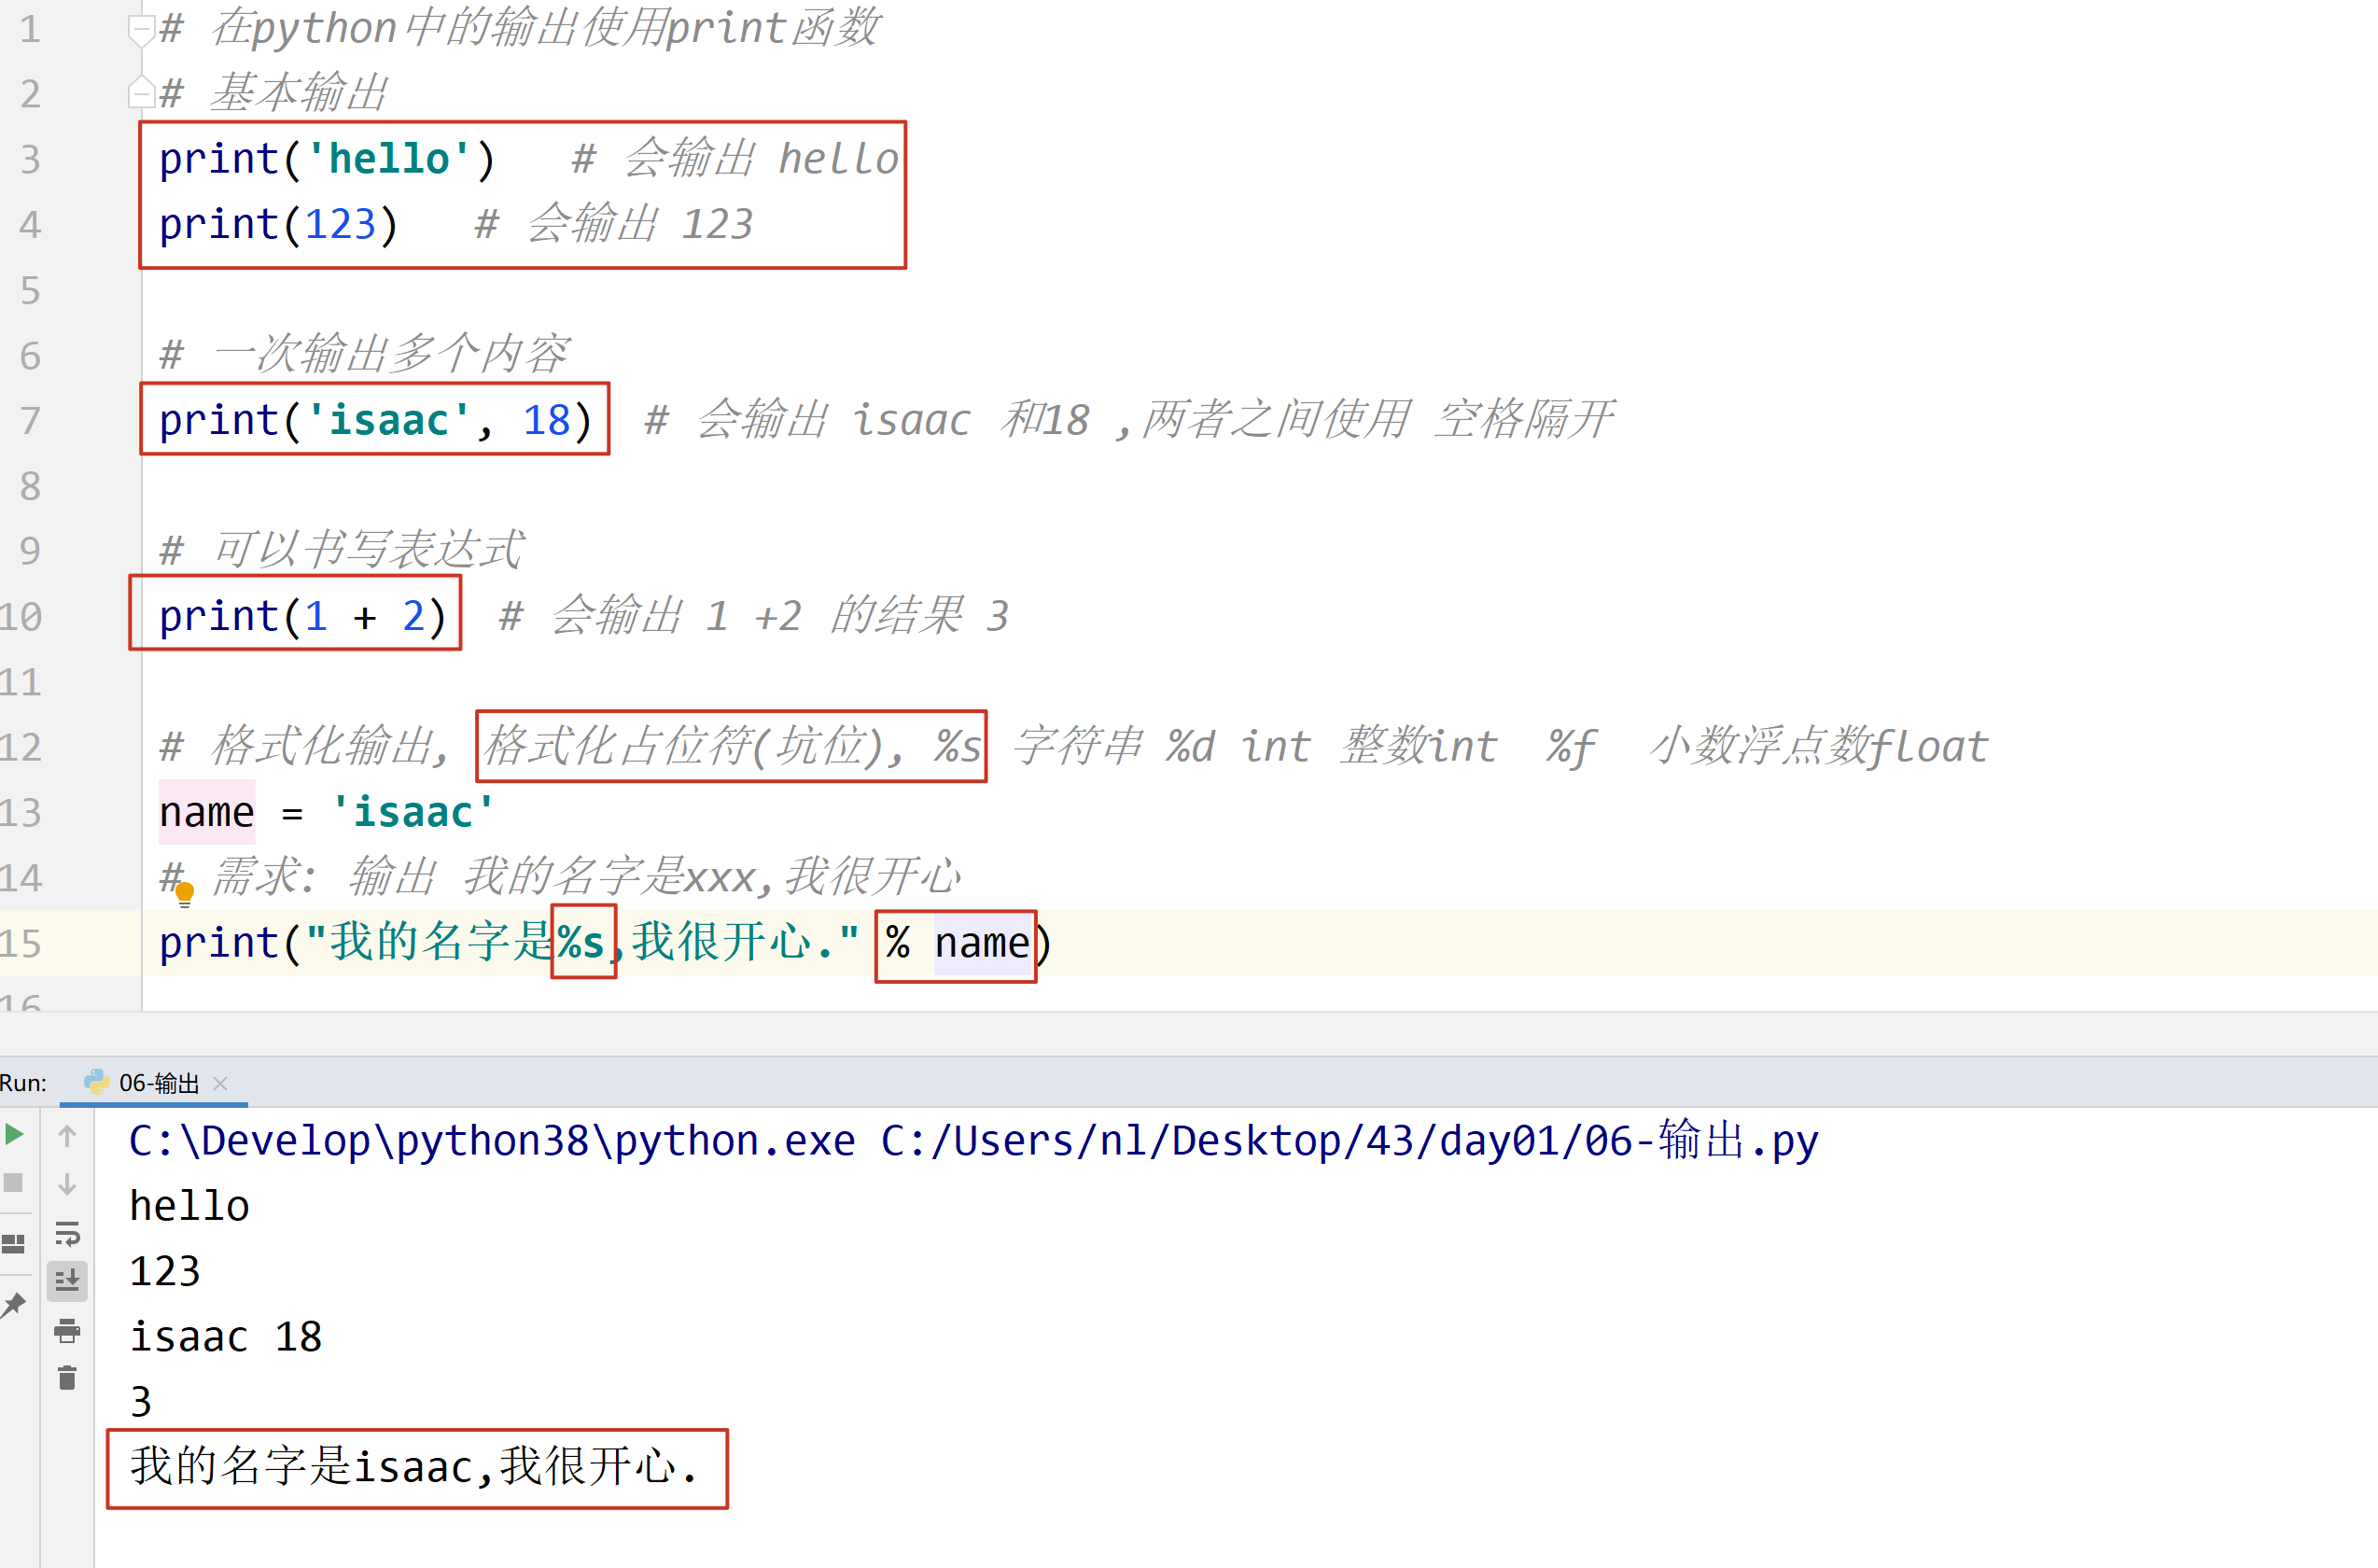 1 # 在python中的输出使用print函数
2 # 基本输出
3 print('hello')   # 会输出 hello
4 print(123)   # 会输出 123
5
6 # 一次输出多个内容
7 print('isaac', 18)  # 会输出 isaac 和18 ,两者之间使用 空格隔开
8
9 # 可以书写表达式
10 print(1 + 2)  # 会输出 1 +2 的结果 3
11
12 # 格式化输出, 格式化占位符(坑位), %s 字符串 %d int 整数int  %f  小数浮点数float
13 name = 'isaac'
14 # 需求: 输出 我的名字是xxx,我很开心
15 print("我的名字是%s,我很开心." % name)
16
Run: 06-输出
C:\Develop\python38\python.exe C:/Users/nl/Desktop/43/day01/06-输出.py
hello
123
isaac 18
3
我的名字是isaac,我很开心.